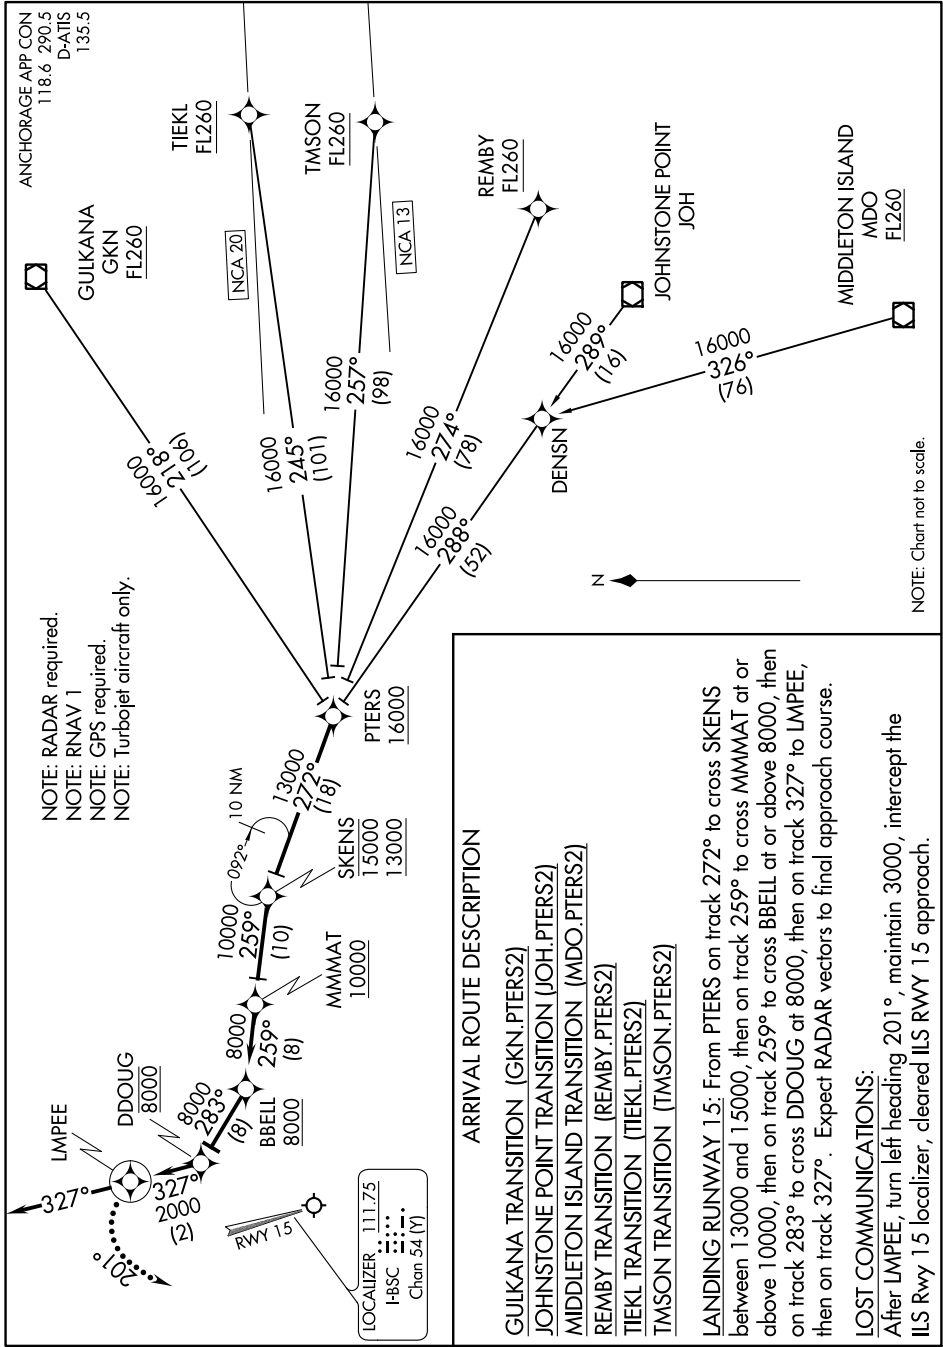 ANCHORAGE APP CON
118.6 290.5
D-ATIS
135.5
NOTE: RADAR required.
NOTE: RNAV 1
NOTE: GPS required.
NOTE: Turbojet aircraft only.
GULKANA
GKN
FL260
TIEKL
FL260
TMSON
FL260
REMBY
FL260
JOHNSTONE POINT
JOH
MIDDLETON ISLAND
MDO
FL260
NCA 20
NCA 13
16000
218°
(106)
16000
245°
(101)
16000
257°
(98)
16000
274°
(78)
16000
288°
(52)
16000
289°
(16)
16000
326°
(76)
DENSN
PTERS
16000
13000
272°
(18)
10 NM
092°
SKENS
15000
13000
10000
259°
(10)
MMMAT
10000
8000
259°
(8)
BBELL
8000
8000
283°
(8)
DDOUG
8000
LMPEE
327°
327°
2000
(2)
201°
RWY 15
LOCALIZER 111.75
I-BSC
Chan 54 (Y)
N
NOTE: Chart not to scale.
ARRIVAL ROUTE DESCRIPTION
GULKANA TRANSITION (GKN.PTERS2)
JOHNSTONE POINT TRANSITION (JOH.PTERS2)
MIDDLETON ISLAND TRANSITION (MDO.PTERS2)
REMBY TRANSITION (REMBY.PTERS2)
TIEKL TRANSITION (TIEKL.PTERS2)
TMSON TRANSITION (TMSON.PTERS2)
LANDING RUNWAY 15: From PTERS on track 272° to cross SKENS
between 13000 and 15000, then on track 259° to cross MMMAT at or
above 10000, then on track 259° to cross BBELL at or above 8000, then
on track 283° to cross DDOUG at 8000, then on track 327° to LMPEE,
then on track 327°. Expect RADAR vectors to final approach course.
LOST COMMUNICATIONS:
After LMPEE, turn left heading 201°, maintain 3000, intercept the
ILS Rwy 15 localizer, cleared ILS RWY 15 approach.